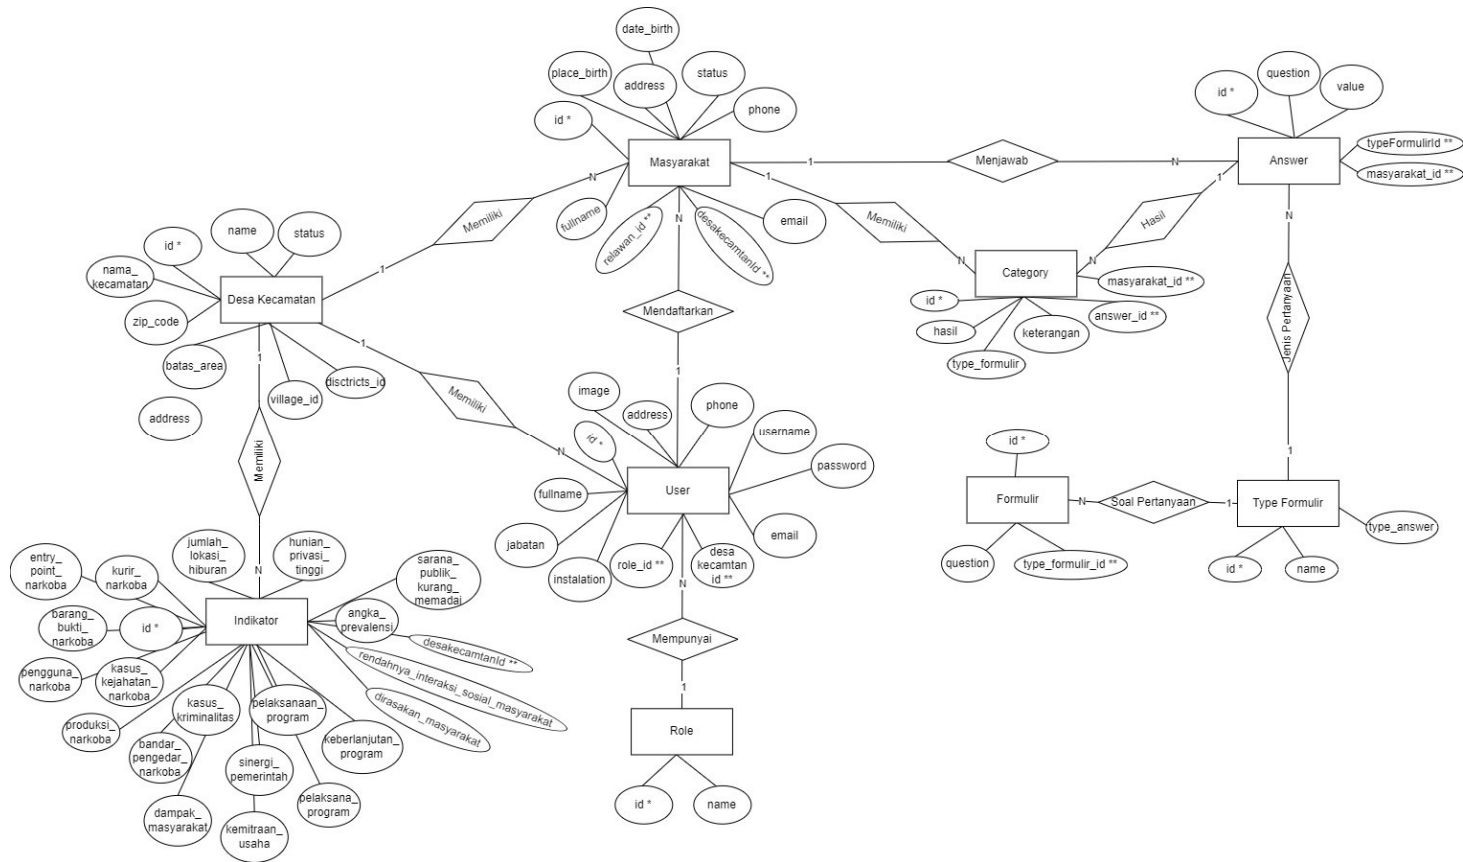 date_birth
place_birth
address
status
phone
id *
Masyarakat
fullname
relawan_id **
desakecamtanId **
email
1
Menjawab
N
question
id *
value
Answer
typeFormulirId **
masyarakat_id **
N
Memiliki
1
1
Memiliki
N
1
Hasil
N
Category
masyarakat_id **
id *
answer_id **
hasil
keterangan
type_formulir
N
Jenis Pertanyaan
1
name
status
id *
nama_
kecamatan
Desa Kecamatan
zip_code
batas_area
disctricts_id
village_id
address
N
Mendaftarkan
1
1
Memiliki
N
1
Memiliki
N
image
address
phone
username
id *
password
fullname
User
jabatan
email
instalation
role_id **
desa
kecamtan
id **
id *
Formulir
N
Soal Pertanyaan
1
Type Formulir
type_answer
question
type_formulir_id **
id *
name
N
Mempunyai
1
Role
id *
name
jumlah_
lokasi_
hiburan
hunian_
privasi_
tinggi
entry_
point_
narkoba
kurir_
narkoba
sarana_
publik_
kurang_
memadai
Indikator
angka_
prevalensi
barang_
bukti_
narkoba
id *
desakecamtanId **
rendahnya_interaksi_sosial_masyarakat
dirasakan_masyarakat
pengguna_
narkoba
kasus_
kejahatan_
narkoba
produksi_
narkoba
kasus_
kriminalitas
pelaksanaan_
program
keberlanjutan_
program
bandar_
pengedar_
narkoba
sinergi_
pemerintah
pelaksana_
program
dampak_
masyarakat
kemitraan_
usaha